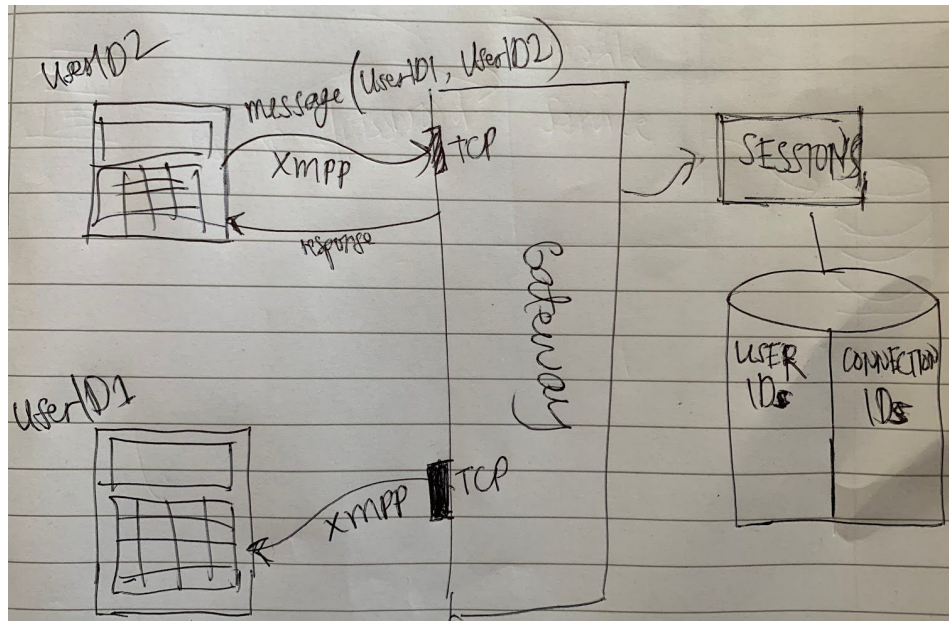 UserID2
message(UserID1, UserID2)
XMPP
TCP
response
SESSIONS
Gateway
USER
IDs
CONNECTION
IDs
UserID1
XMPP
TCP